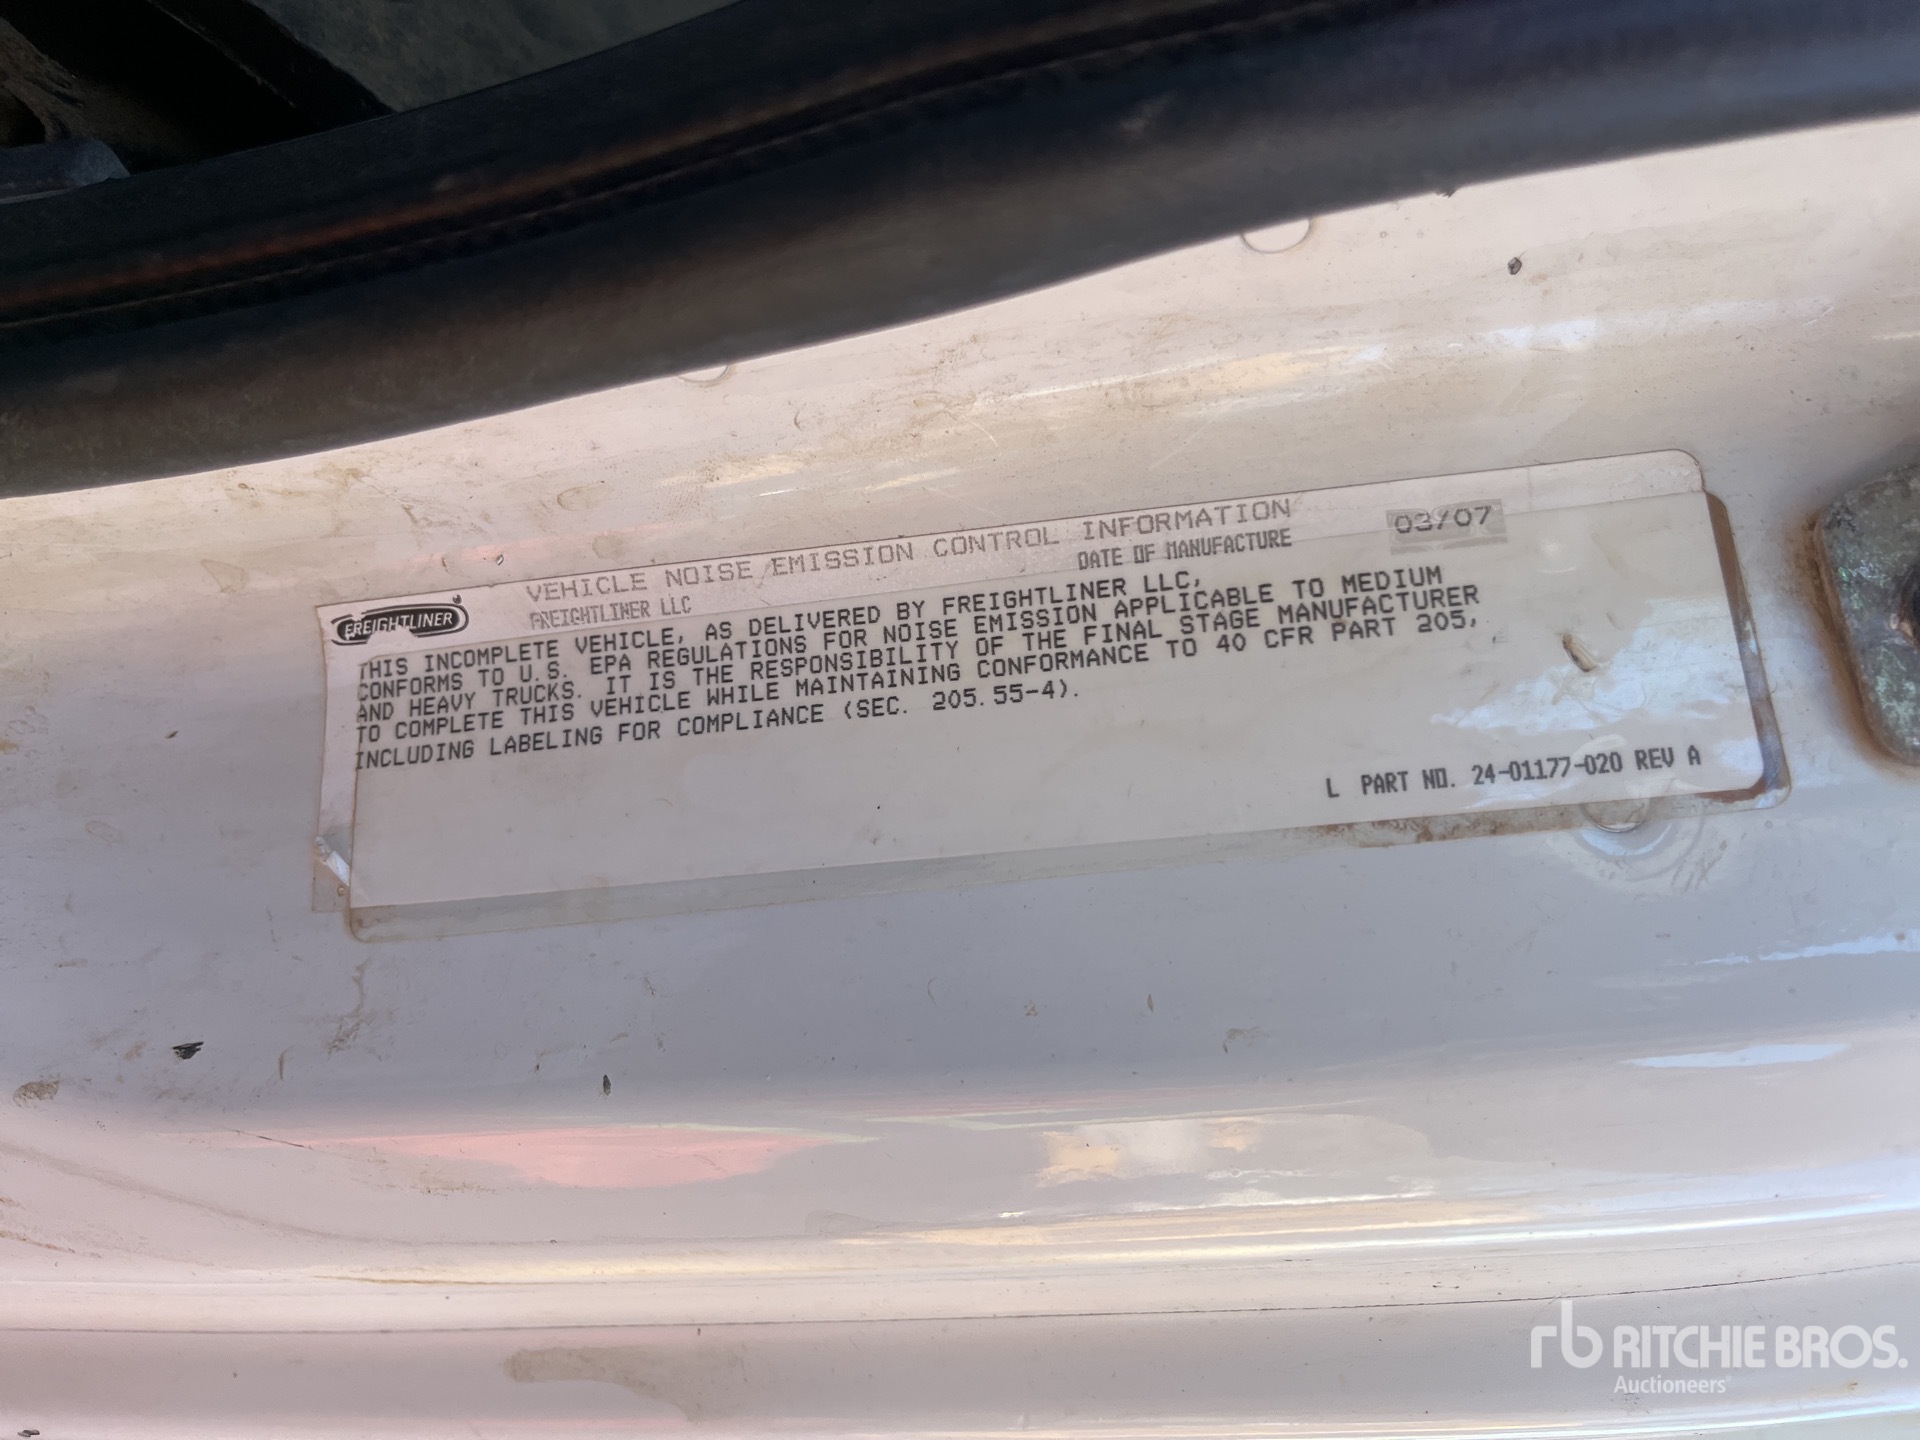 FREIGHTLINER
VEHICLE NOISE EMISSION CONTROL INFORMATION
FREIGHTLINER LLC DATE OF MANUFACTURE 03/07
THIS INCOMPLETE VEHICLE, AS DELIVERED BY FREIGHTLINER LLC,
CONFORMS TO U.S. EPA REGULATIONS FOR NOISE EMISSION APPLICABLE TO MEDIUM
AND HEAVY TRUCKS. IT IS THE RESPONSIBILITY OF THE FINAL STAGE MANUFACTURER
TO COMPLETE THIS VEHICLE WHILE MAINTAINING CONFORMANCE TO 40 CFR PART 205,
INCLUDING LABELING FOR COMPLIANCE (SEC. 205.55-4).
L PART NO. 24-01177-020 REV A
rb RITCHIE BROS.
Auctioneers